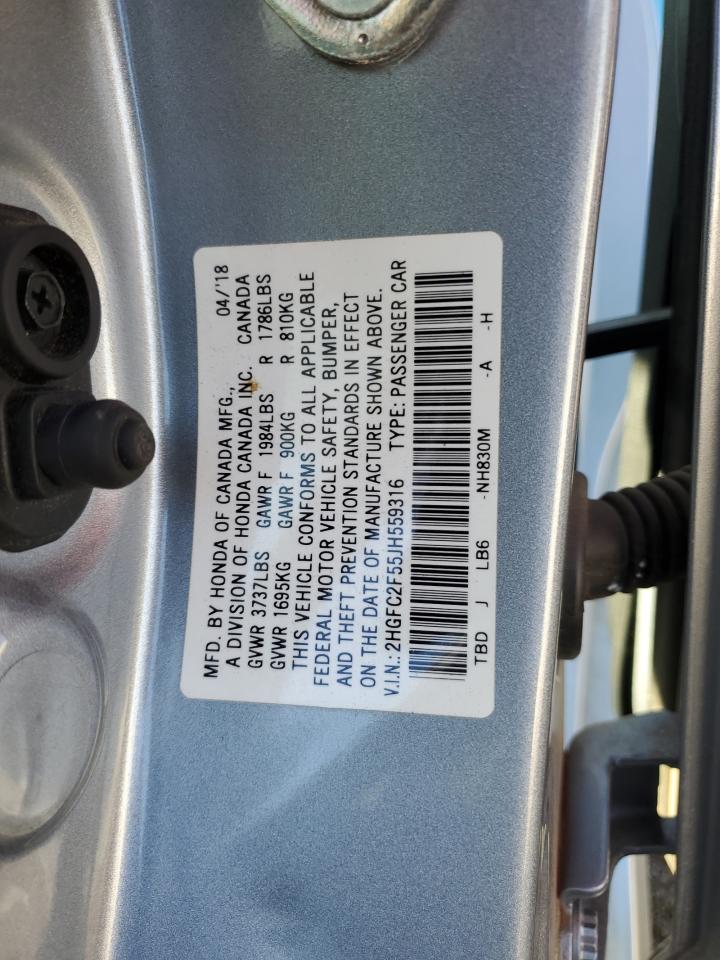 MFD. BY HONDA OF CANADA MFG., 04/'18
A DIVISION OF HONDA CANADA INC. CANADA
GVWR 3737LBS GAWR F 1984LBS R 1786LBS
GVWR 1695KG GAWR F 900KG R 810KG
THIS VEHICLE CONFORMS TO ALL APPLICABLE
FEDERAL MOTOR VEHICLE SAFETY, BUMPER,
AND THEFT PREVENTION STANDARDS IN EFFECT
ON THE DATE OF MANUFACTURE SHOWN ABOVE.
V.I.N.: 2HGFC2F55JH559316 TYPE: PASSENGER CAR
TBD J LB6 -NH830M -A -H